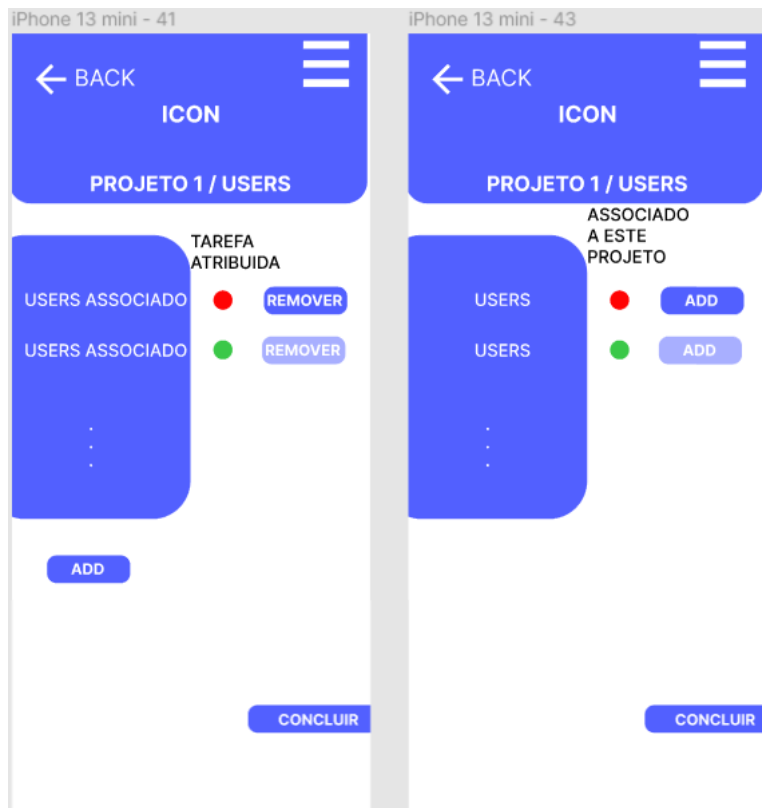 iPhone 13 mini - 41
BACK
ICON
PROJETO 1 / USERS
TAREFA
ATRIBUIDA
USERS ASSOCIADO
REMOVER
USERS ASSOCIADO
REMOVER
.
.
.
ADD
CONCLUIR
iPhone 13 mini - 43
BACK
ICON
PROJETO 1 / USERS
ASSOCIADO
A ESTE
PROJETO
USERS
ADD
USERS
ADD
.
.
.
CONCLUIR